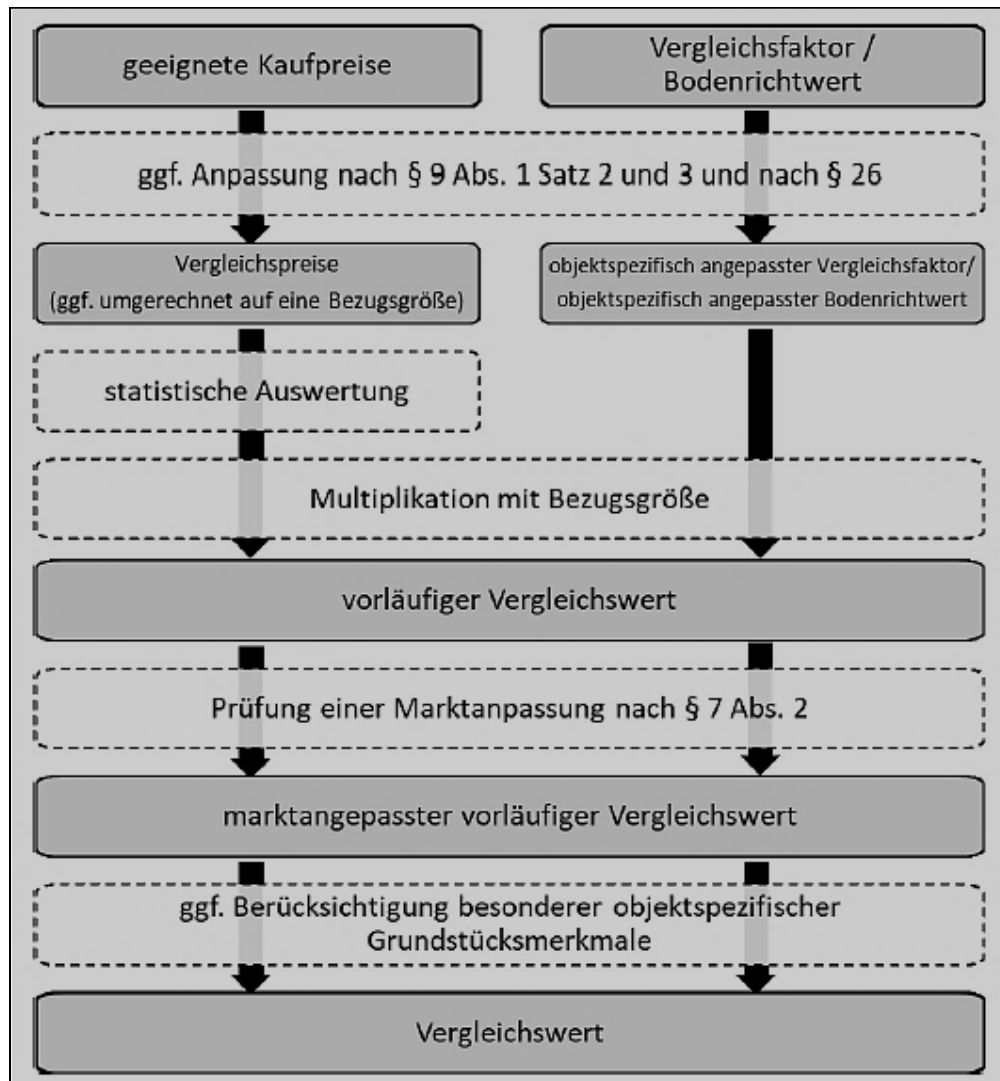 geeignete Kaufpreise
Vergleichsfaktor /
Bodenrichtwert
ggf. Anpassung nach § 9 Abs. 1 Satz 2 und 3 und nach § 26
Vergleichspreise
(ggf. umgerechnet auf eine Bezugsgröße)
objektspezifisch angepasster Vergleichsfaktor/
objektspezifisch angepasster Bodenrichtwert
statistische Auswertung
Multiplikation mit Bezugsgröße
vorläufiger Vergleichswert
Prüfung einer Marktanpassung nach § 7 Abs. 2
marktangepasster vorläufiger Vergleichswert
ggf. Berücksichtigung besonderer objektspezifischer
Grundstücksmerkmale
Vergleichswert